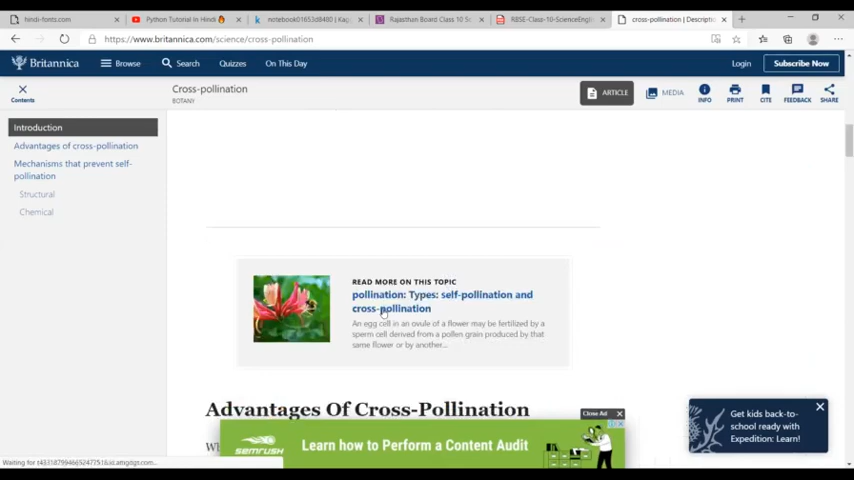 hindi-fonts.com
Python Tutorial In Hindi
notebook01653d8480 | Kag
Rajasthan Board Class 10 Sc
RBSE-Class-10-ScienceEngli
cross-pollination | Descriptio
https://www.britannica.com/science/cross-pollination
Britannica
Browse
Search
Quizzes
On This Day
Login
Subscribe Now
Contents
Cross-pollination
BOTANY
ARTICLE
MEDIA
INFO
PRINT
CITE
FEEDBACK
SHARE
Introduction
Advantages of cross-pollination
Mechanisms that prevent self-
pollination
Structural
Chemical
READ MORE ON THIS TOPIC
pollination: Types: self-pollination and
cross-pollination
An egg cell in an ovule of a flower may be fertilized by a
sperm cell derived from a pollen grain produced by that
same flower or by another...
Advantages Of Cross-Pollination
Close Ad
SEMRUSH
Learn how to Perform a Content Audit
Get kids back-to-
school ready with
Expedition: Learn!